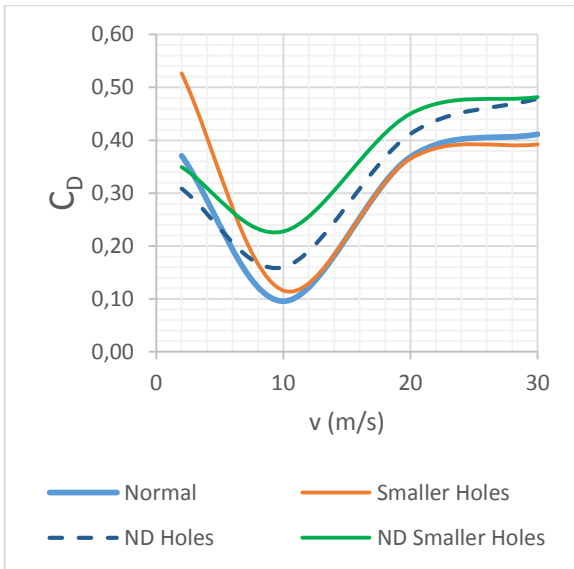 0,60
0,50
0,40
0,30
0,20
0,10
0,00
C_D
0 10 20 30
v (m/s)
Normal Smaller Holes
ND Holes ND Smaller Holes